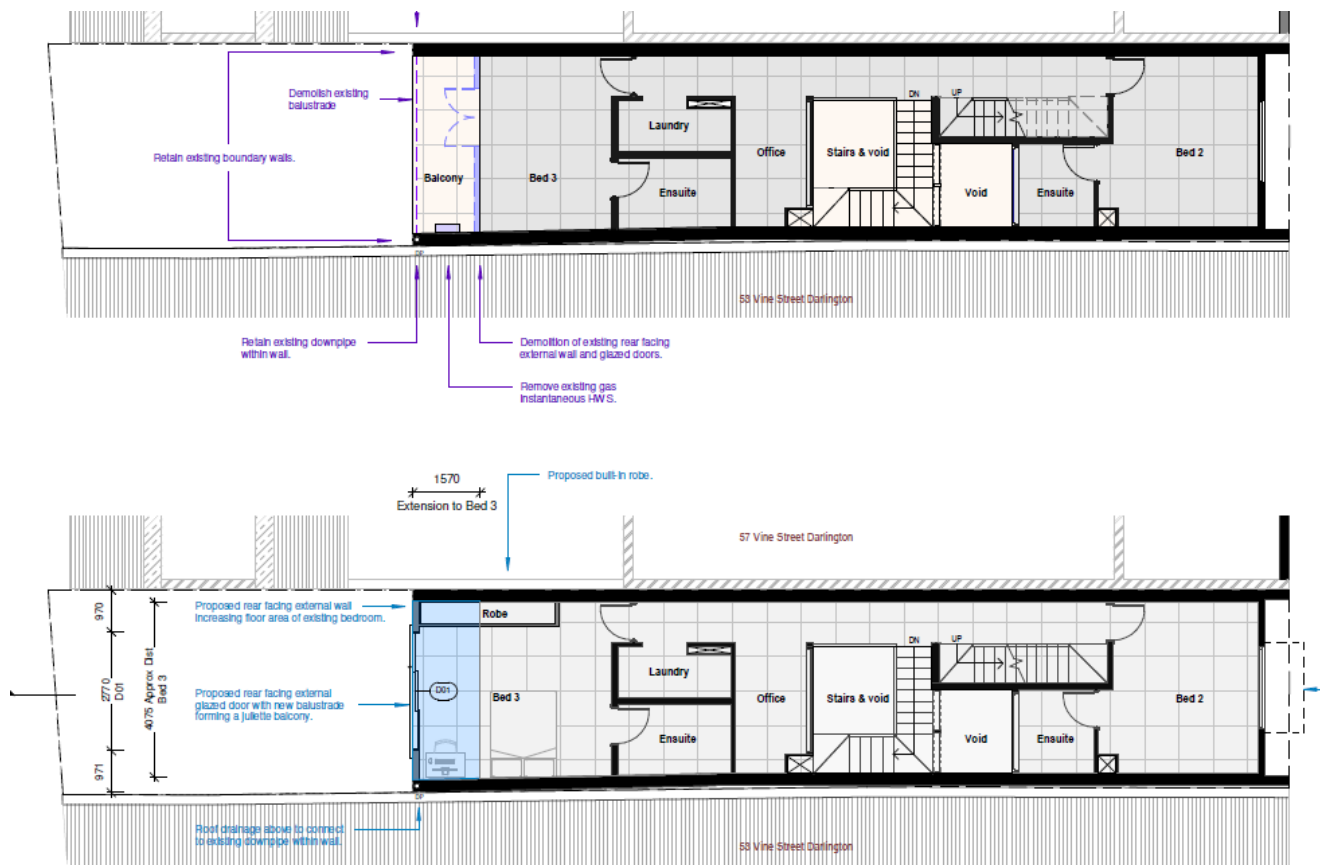 Demolish existing
balustrade
Retain existing boundary walls.
Balcony
Bed 3
Laundry
Ensuite
Office
Stairs & void
DN
UP
Void
Ensuite
Bed 2
DP
53 Vine Street Darlington
Retain existing downpipe
within wall.
Demolition of existing rear facing
external wall and glazed doors.
Remove existing gas
instantaneous HWS.
1570
Extension to Bed 3
Proposed built-in robe.
57 Vine Street Darlington
970
2770
D01
971
4075 Approx Dist
Bed 3
Proposed rear facing external wall
increasing floor area of existing bedroom.
Proposed rear facing external
glazed door with new balustrade
forming a juliette balcony.
Robe
D01
Bed 3
Laundry
Ensuite
Office
Stairs & void
DN
UP
Void
Ensuite
Bed 2
DP
Roof drainage above to connect
to existing downpipe within wall.
53 Vine Street Darlington